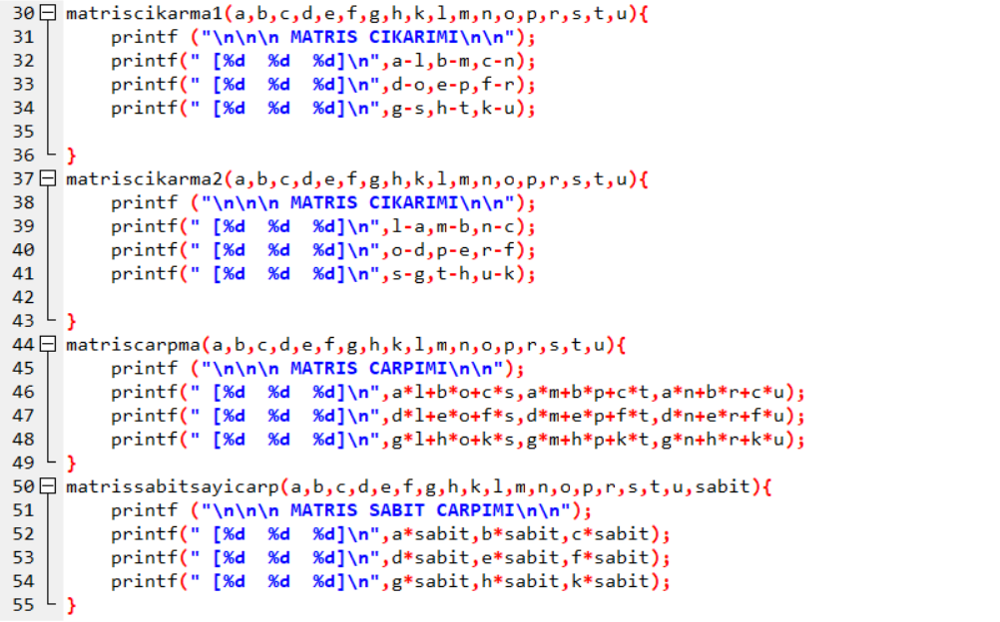 30 matriscikarma1(a,b,c,d,e,f,g,h,k,l,m,n,o,p,r,s,t,u){
31 printf ("\n\n\n MATRIS CIKARIMI\n\n");
32 printf(" [%d  %d  %d]\n",a-l,b-m,c-n);
33 printf(" [%d  %d  %d]\n",d-o,e-p,f-r);
34 printf(" [%d  %d  %d]\n",g-s,h-t,k-u);
35
36 }
37 matriscikarma2(a,b,c,d,e,f,g,h,k,l,m,n,o,p,r,s,t,u){
38 printf ("\n\n\n MATRIS CIKARIMI\n\n");
39 printf(" [%d  %d  %d]\n",l-a,m-b,n-c);
40 printf(" [%d  %d  %d]\n",o-d,p-e,r-f);
41 printf(" [%d  %d  %d]\n",s-g,t-h,u-k);
42
43 }
44 matriscarpma(a,b,c,d,e,f,g,h,k,l,m,n,o,p,r,s,t,u){
45 printf ("\n\n\n MATRIS CARPIMI\n\n");
46 printf(" [%d  %d  %d]\n",a*l+b*o+c*s,a*m+b*p+c*t,a*n+b*r+c*u);
47 printf(" [%d  %d  %d]\n",d*l+e*o+f*s,d*m+e*p+f*t,d*n+e*r+f*u);
48 printf(" [%d  %d  %d]\n",g*l+h*o+k*s,g*m+h*p+k*t,g*n+h*r+k*u);
49 }
50 matrissabitsayicarp(a,b,c,d,e,f,g,h,k,l,m,n,o,p,r,s,t,u,sabit){
51 printf ("\n\n\n MATRIS SABIT CARPIMI\n\n");
52 printf(" [%d  %d  %d]\n",a*sabit,b*sabit,c*sabit);
53 printf(" [%d  %d  %d]\n",d*sabit,e*sabit,f*sabit);
54 printf(" [%d  %d  %d]\n",g*sabit,h*sabit,k*sabit);
55 }